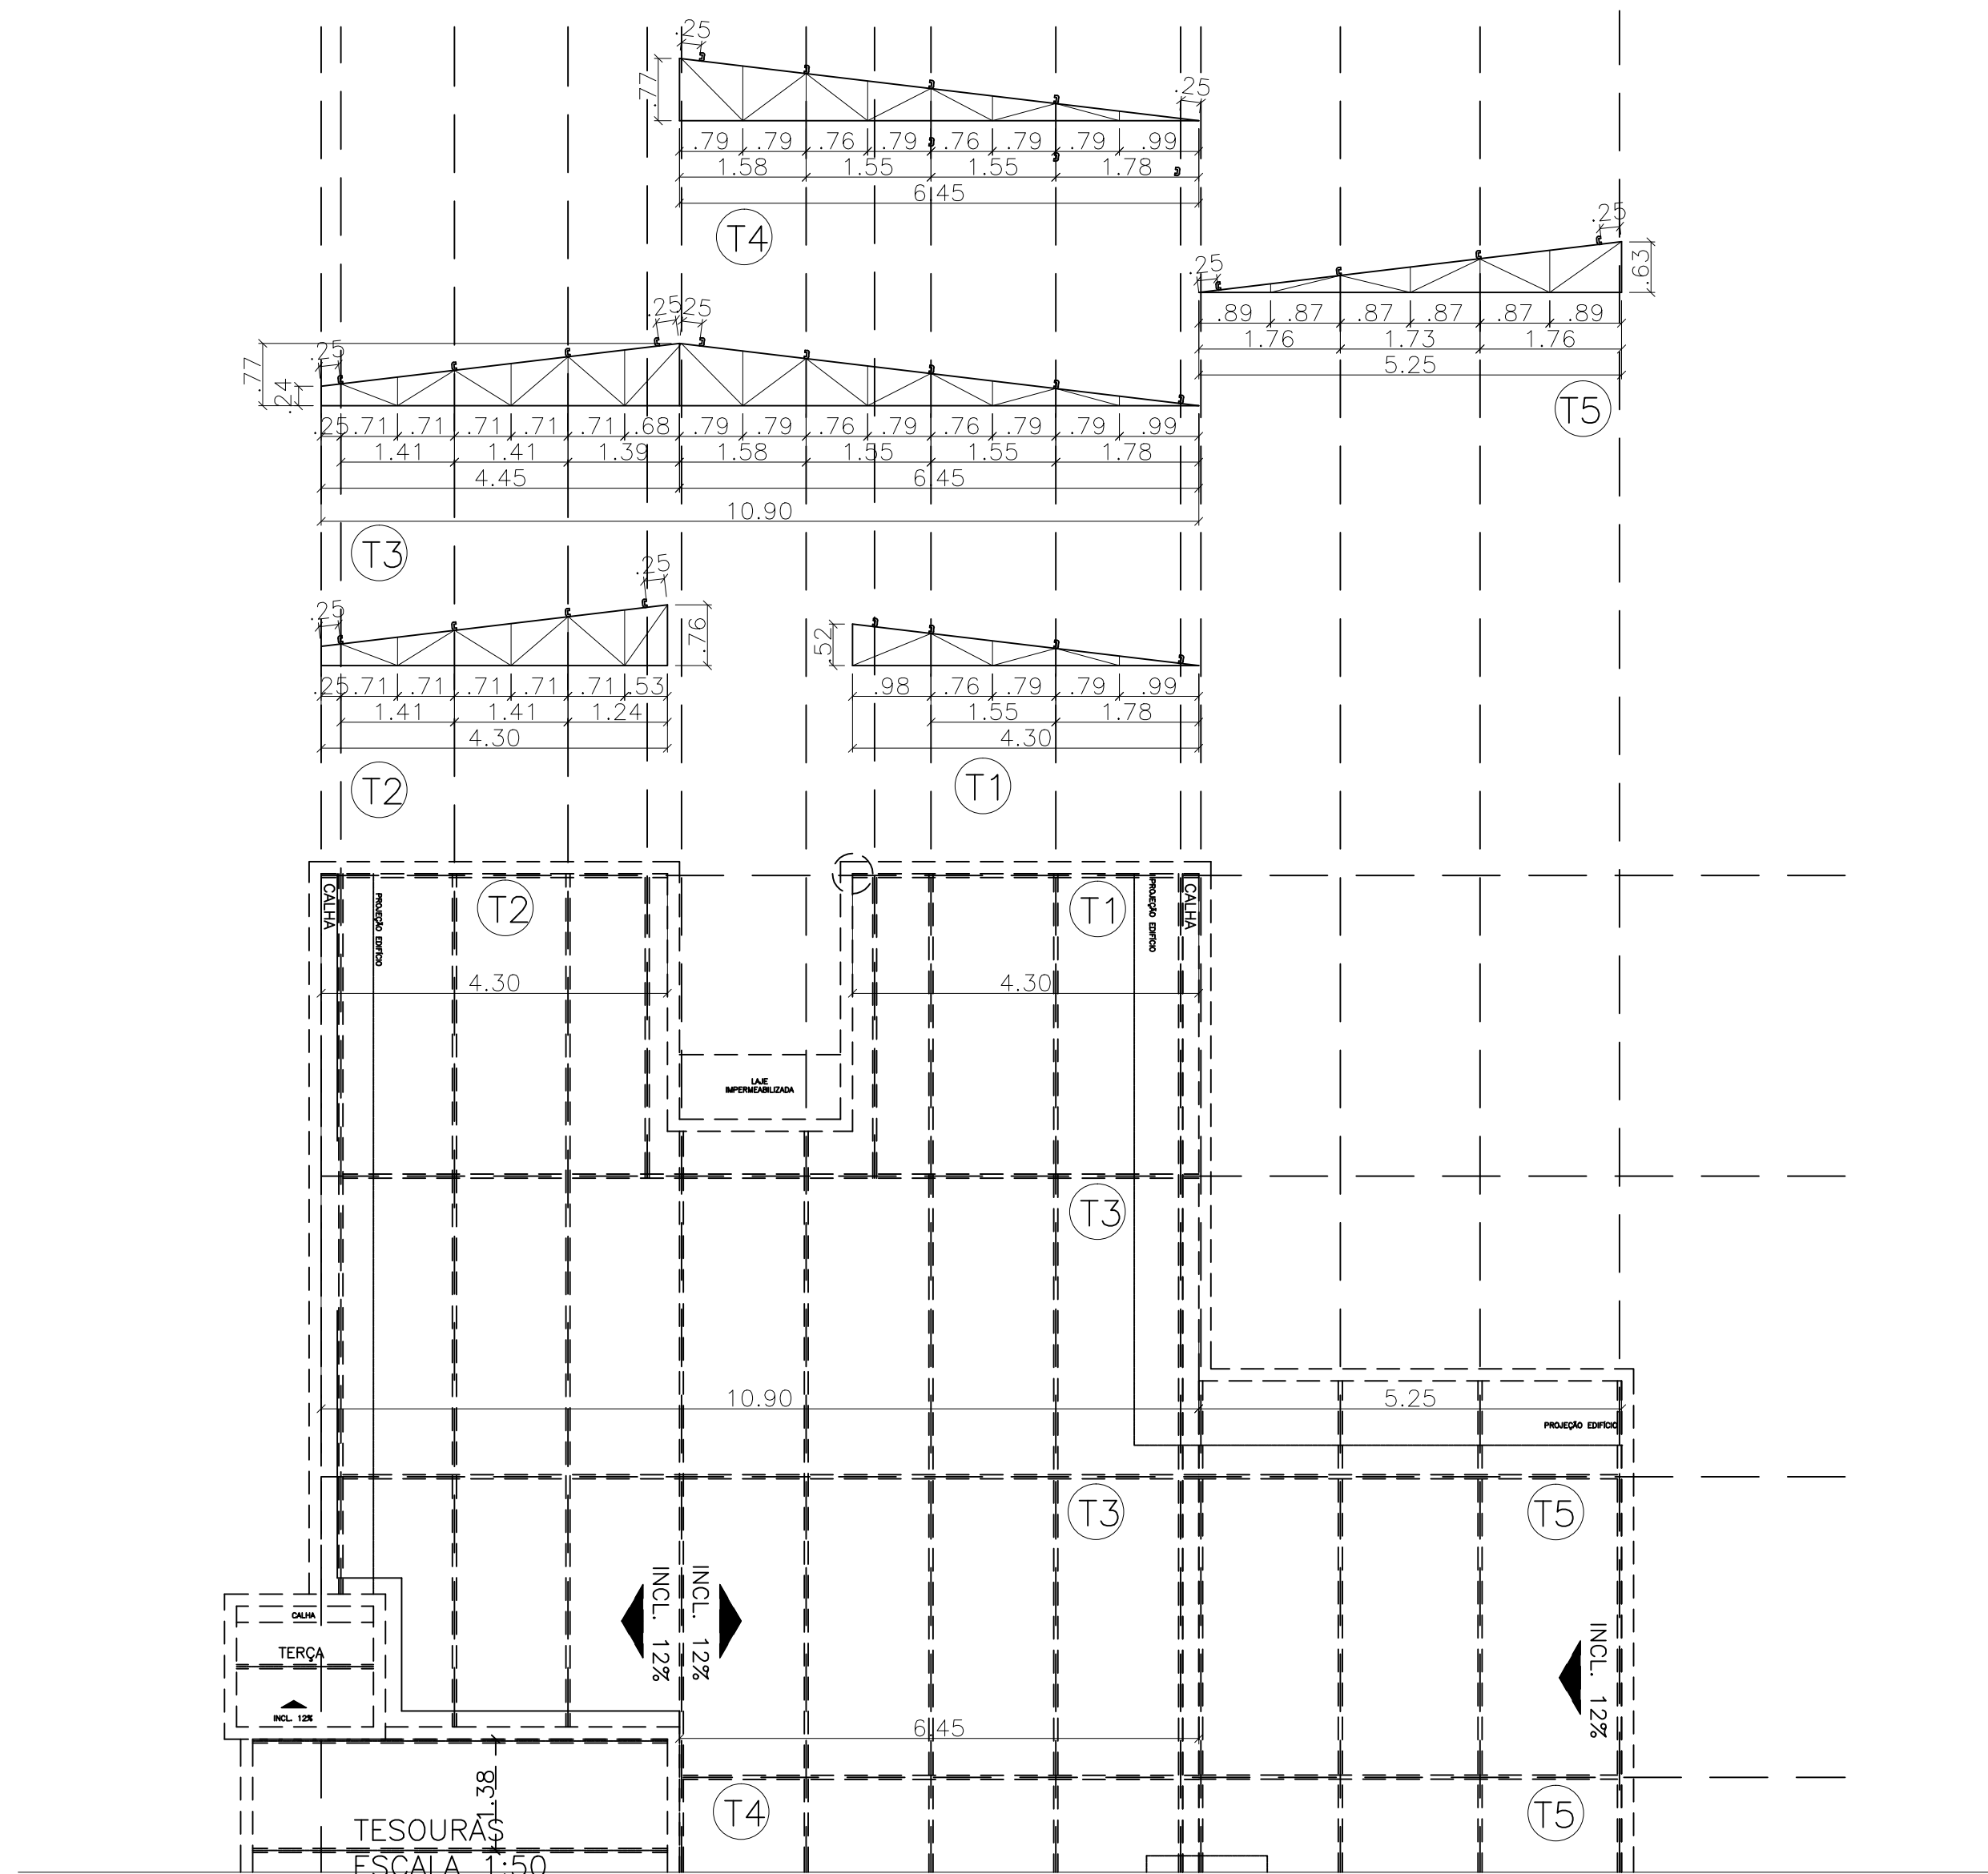 .25
.77
.25
.79 .79 .76 .79 .76 .79 .79 .99
1.58 1.55 1.55 1.78
6.45
T4
.25
.25
.63
.89 .87 .87 .87 .87 .89
1.76 1.73 1.76
5.25
T5
.25 .25
.25
.77
.24
.25 .71 .71 .71 .71 .71 .68 .79 .79 .76 .79 .76 .79 .79 .99
1.41 1.41 1.39 1.58 1.55 1.55 1.78
4.45 6.45
10.90
T3
.25
.25
.76
.25 .71 .71 .71 .71 .71 .53
1.41 1.41 1.24
4.30
T2
.52
.98 .76 .79 .79 .99
1.55 1.78
4.30
T1
CALHA
PROJEÇÃO EDIFÍCIO
T2
T1
PROJEÇÃO EDIFÍCIO
CALHA
4.30 4.30
LAJE
IMPERMEABILIZADA
T3
10.90 5.25
PROJEÇÃO EDIFÍCIO
T3 T5
INCL. 12%
INCL. 12%
INCL. 12%
CALHA
TERÇA
INCL. 12%
6.45
1.38
T4 T5
TESOURAS
ESCALA 1:50